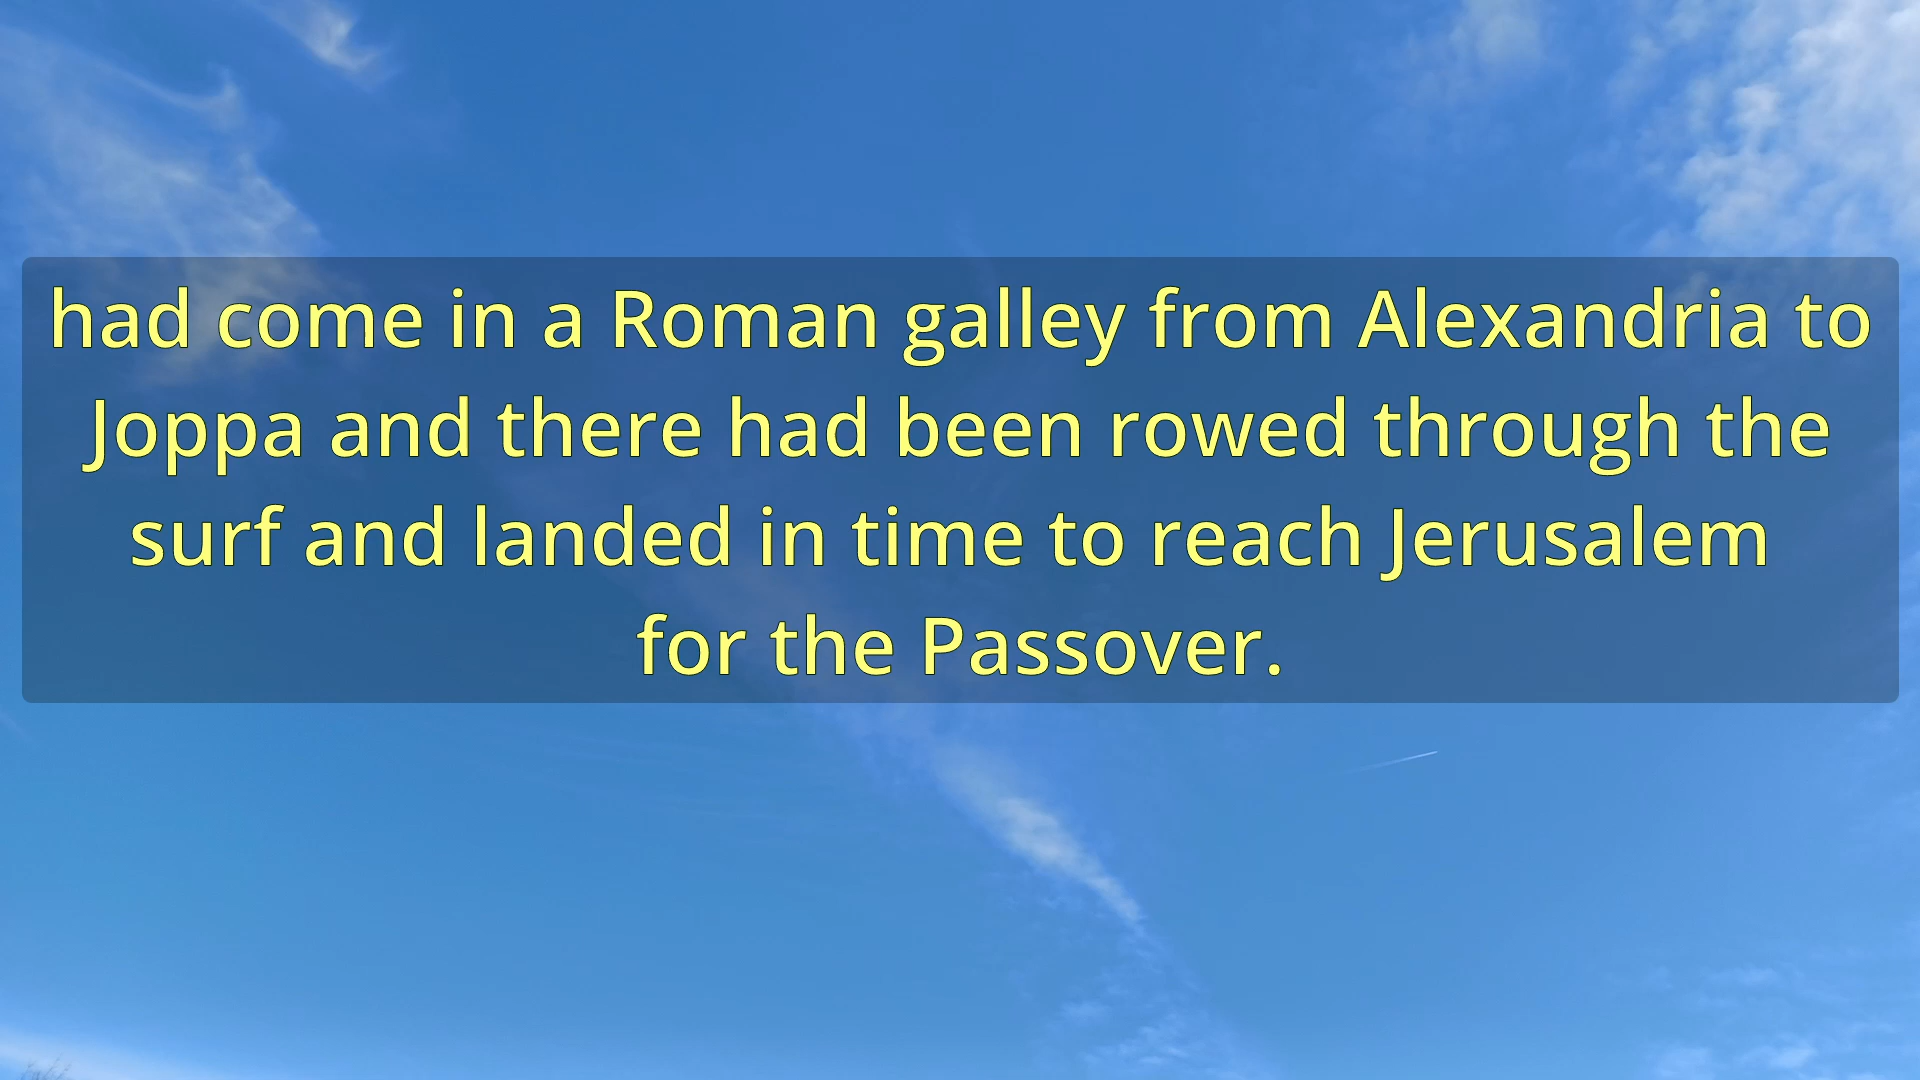 had come in a Roman galley from Alexandria to
Joppa and there had been rowed through the
surf and landed in time to reach Jerusalem
for the Passover.